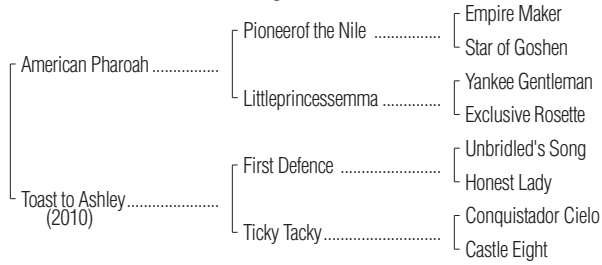 Empire Maker
Pioneerof the Nile ................
Star of Goshen
American Pharoah ................
Yankee Gentleman
Littleprincessemma ..............
Exclusive Rosette
Unbridled's Song
First Defence ........................
Honest Lady
Toast to Ashley......................
(2010)
Conquistador Cielo
Ticky Tacky............................
Castle Eight